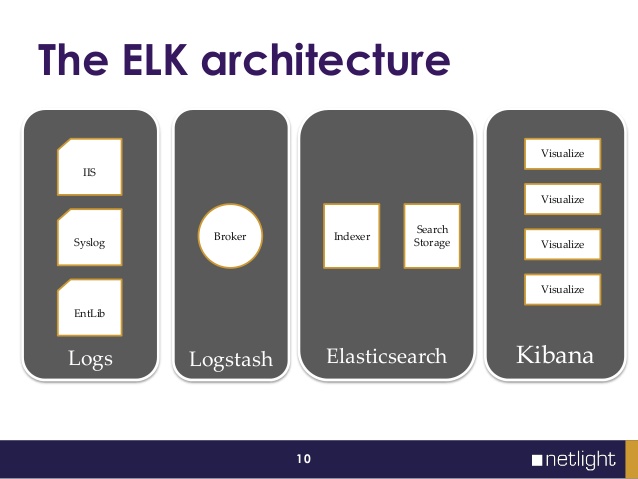 The ELK architecture
IIS
Syslog
EntLib
Logs
Broker
Logstash
Indexer
Search
Storage
Elasticsearch
Visualize
Visualize
Visualize
Visualize
Kibana
10
netlight